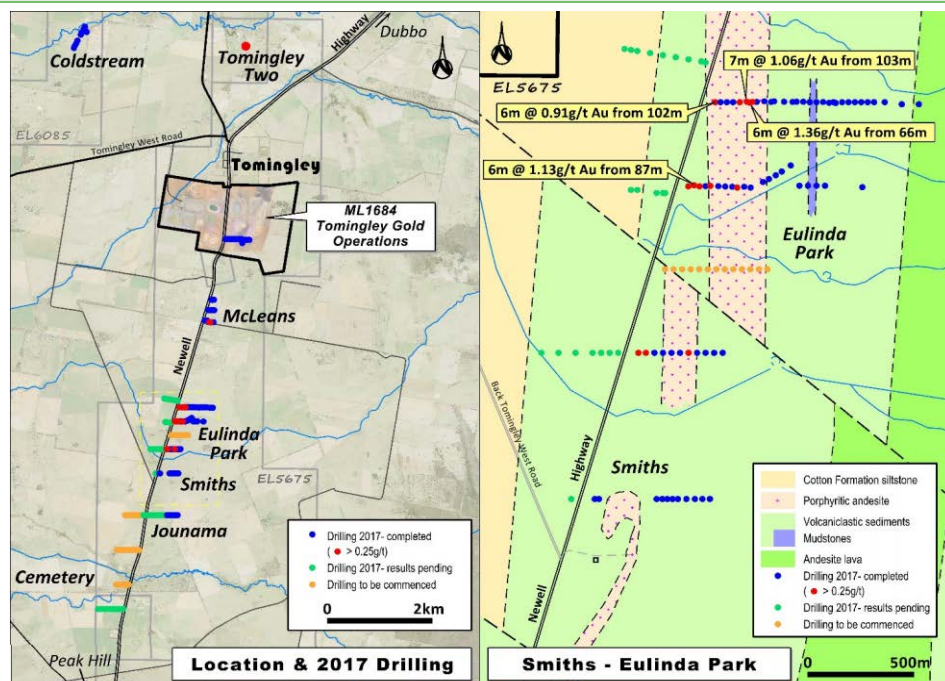 Coldstream
Tomingley
Two
Highway
Dubbo
EL6085
Tomingley West Road
Tomingley
ML1684
Tomingley Gold
Operations
McLeans
Newell
Eulinda
Park
Smiths
EL5675
Jounama
Cemetery
Peak Hill
Drilling 2017- completed
( > 0.25g/t)
Drilling 2017- results pending
Drilling to be commenced
0 2km
Location & 2017 Drilling
EL5675
7m @ 1.06g/t Au from 103m
6m @ 0.91g/t Au from 102m
6m @ 1.36g/t Au from 66m
6m @ 1.13g/t Au from 87m
Eulinda
Park
Back Tomingley West Road
Highway
Smiths
Newell
Cotton Formation siltstone
Porphyritic andesite
Volcaniclastic sediments
Mudstones
Andesite lava
Drilling 2017- completed
( > 0.25g/t)
Drilling 2017- results pending
Drilling to be commenced
0 500m
Smiths - Eulinda Park